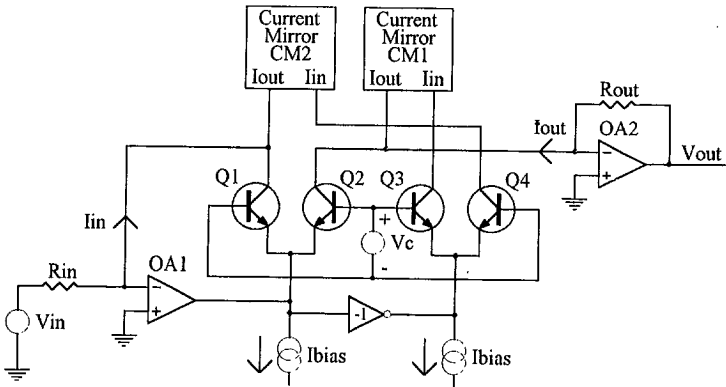 Current
Mirror
CM2
Iout Iin
Current
Mirror
CM1
Iout Iin
Rout
Iout
OA2
-
+
Vout
Q1
Q2
Q3
Q4
+
Vc
-
Iin
Rin
OA1
-
+
Vin
-1
Ibias
Ibias